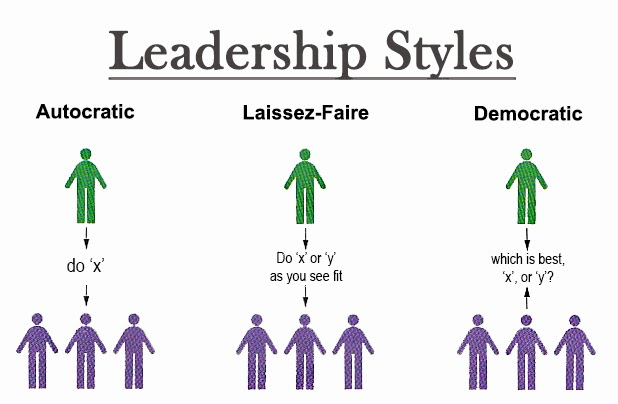 Leadership Styles
Autocratic
Laissez-Faire
Democratic
do ‘x’
Do ‘x’ or ‘y’
as you see fit
which is best,
‘x’, or ‘y’?